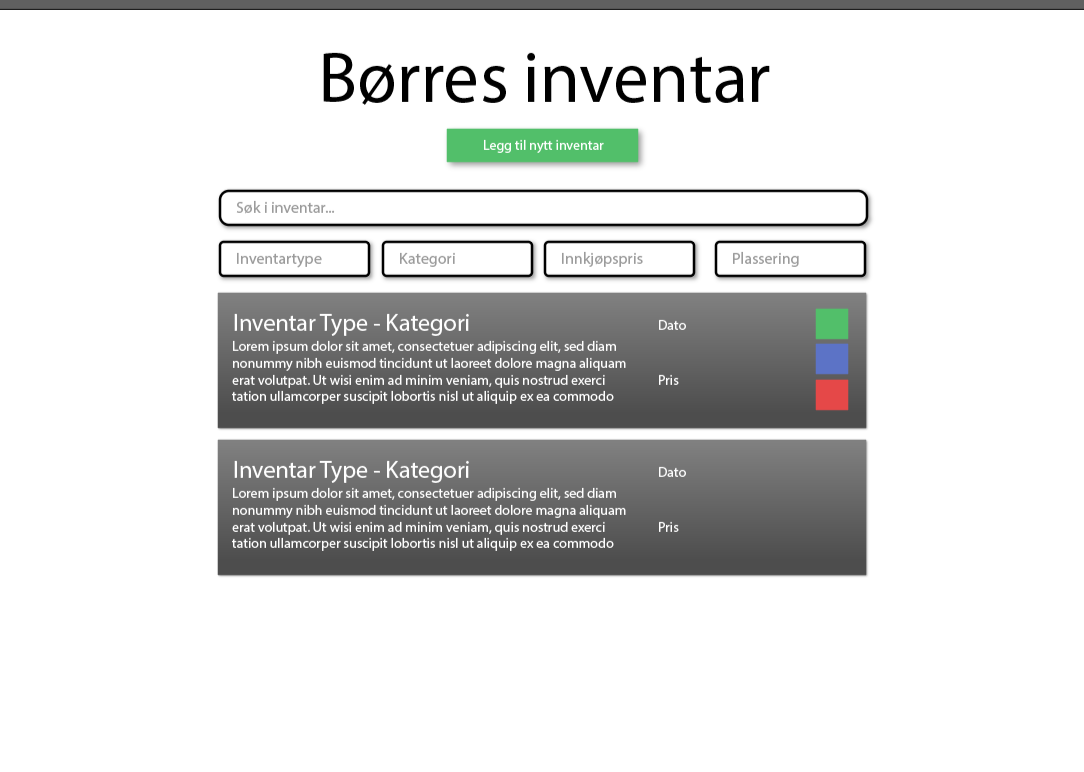 Børres inventar
Legg til nytt inventar
Søk i inventar...
Inventartype
Kategori
Innkjøpspris
Plassering
Inventar Type - Kategori
Dato
Lorem ipsum dolor sit amet, consectetuer adipiscing elit, sed diam
nonummy nibh euismod tincidunt ut laoreet dolore magna aliquam
erat volutpat. Ut wisi enim ad minim veniam, quis nostrud exerci
Pris
tation ullamcorper suscipit lobortis nisl ut aliquip ex ea commodo
Inventar Type - Kategori
Dato
Lorem ipsum dolor sit amet, consectetuer adipiscing elit, sed diam
nonummy nibh euismod tincidunt ut laoreet dolore magna aliquam
erat volutpat. Ut wisi enim ad minim veniam, quis nostrud exerci
Pris
tation ullamcorper suscipit lobortis nisl ut aliquip ex ea commodo